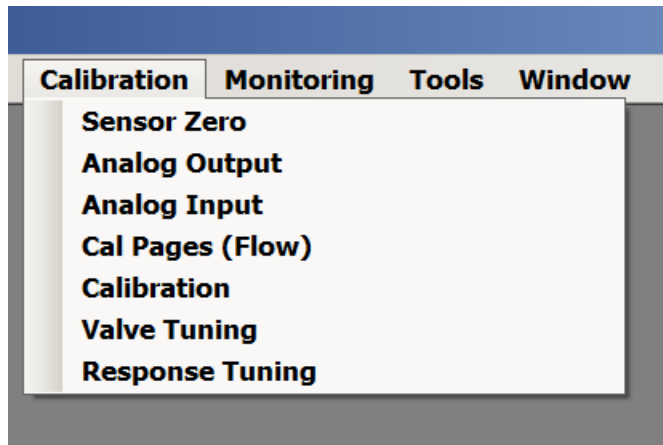 Calibration Monitoring Tools Window
Sensor Zero
Analog Output
Analog Input
Cal Pages (Flow)
Calibration
Valve Tuning
Response Tuning